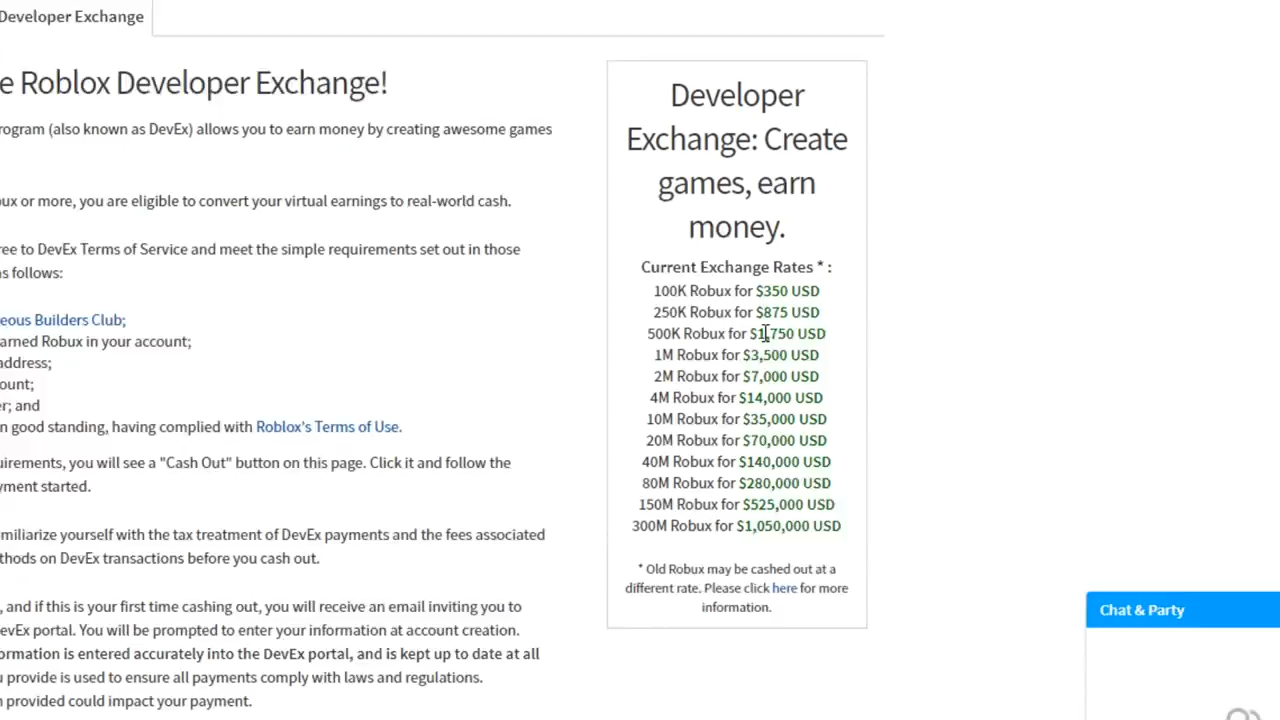 Developer Exchange
e Roblox Developer Exchange!
rogram (also known as DevEx) allows you to earn money by creating awesome games
ux or more, you are eligible to convert your virtual earnings to real-world cash.
ree to DevEx Terms of Service and meet the simple requirements set out in those
as follows:
eous Builders Club;
arned Robux in your account;
address;
ount;
er; and
n good standing, having complied with Roblox's Terms of Use.
uirements, you will see a "Cash Out" button on this page. Click it and follow the
yment started.
miliarize yourself with the tax treatment of DevEx payments and the fees associated
thods on DevEx transactions before you cash out.
, and if this is your first time cashing out, you will receive an email inviting you to
evEx portal. You will be prompted to enter your information at account creation.
ormation is entered accurately into the DevEx portal, and is kept up to date at all
u provide is used to ensure all payments comply with laws and regulations.
n provided could impact your payment.
Developer
Exchange: Create
games, earn
money.
Current Exchange Rates * :
100K Robux for $350 USD
250K Robux for $875 USD
500K Robux for $1,750 USD
1M Robux for $3,500 USD
2M Robux for $7,000 USD
4M Robux for $14,000 USD
10M Robux for $35,000 USD
20M Robux for $70,000 USD
40M Robux for $140,000 USD
80M Robux for $280,000 USD
150M Robux for $525,000 USD
300M Robux for $1,050,000 USD
* Old Robux may be cashed out at a
different rate. Please click here for more
information.
Chat & Party